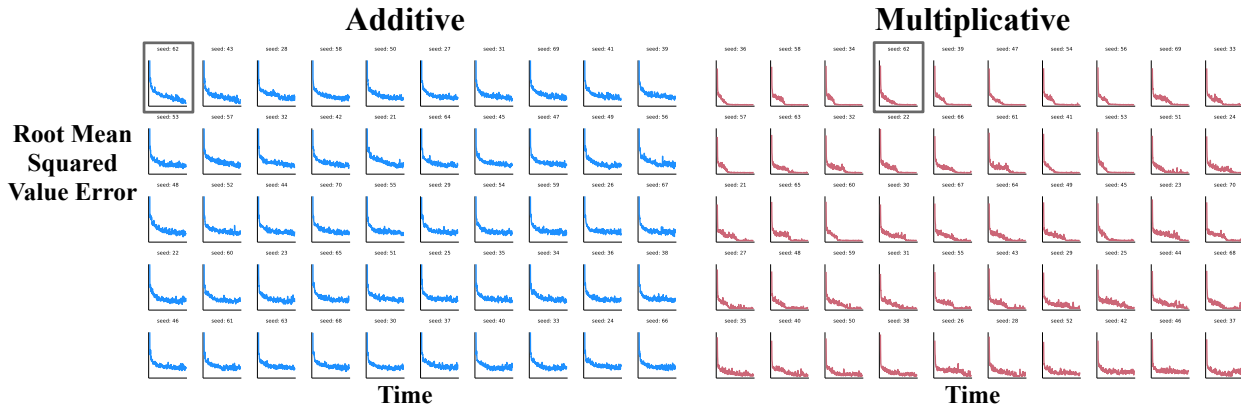 Additive Multiplicative
seed: 62 seed: 43 seed: 28 seed: 58 seed: 50 seed: 27 seed: 31 seed: 69 seed: 41 seed: 39 seed: 36 seed: 58 seed: 34 seed: 62 seed: 39 seed: 47 seed: 54 seed: 56 seed: 69 seed: 33
Root Mean
Squared
Value Error
seed: 53 seed: 57 seed: 32 seed: 42 seed: 21 seed: 64 seed: 45 seed: 47 seed: 49 seed: 56 seed: 57 seed: 63 seed: 32 seed: 22 seed: 66 seed: 61 seed: 41 seed: 53 seed: 51 seed: 24
seed: 48 seed: 52 seed: 44 seed: 70 seed: 55 seed: 29 seed: 54 seed: 59 seed: 26 seed: 67 seed: 21 seed: 65 seed: 60 seed: 30 seed: 67 seed: 64 seed: 49 seed: 45 seed: 23 seed: 70
seed: 22 seed: 60 seed: 23 seed: 65 seed: 51 seed: 25 seed: 35 seed: 34 seed: 36 seed: 38 seed: 27 seed: 48 seed: 59 seed: 31 seed: 55 seed: 43 seed: 29 seed: 25 seed: 44 seed: 68
seed: 46 seed: 61 seed: 63 seed: 68 seed: 30 seed: 37 seed: 40 seed: 33 seed: 24 seed: 66 seed: 35 seed: 40 seed: 50 seed: 38 seed: 26 seed: 28 seed: 52 seed: 42 seed: 46 seed: 37
Time Time